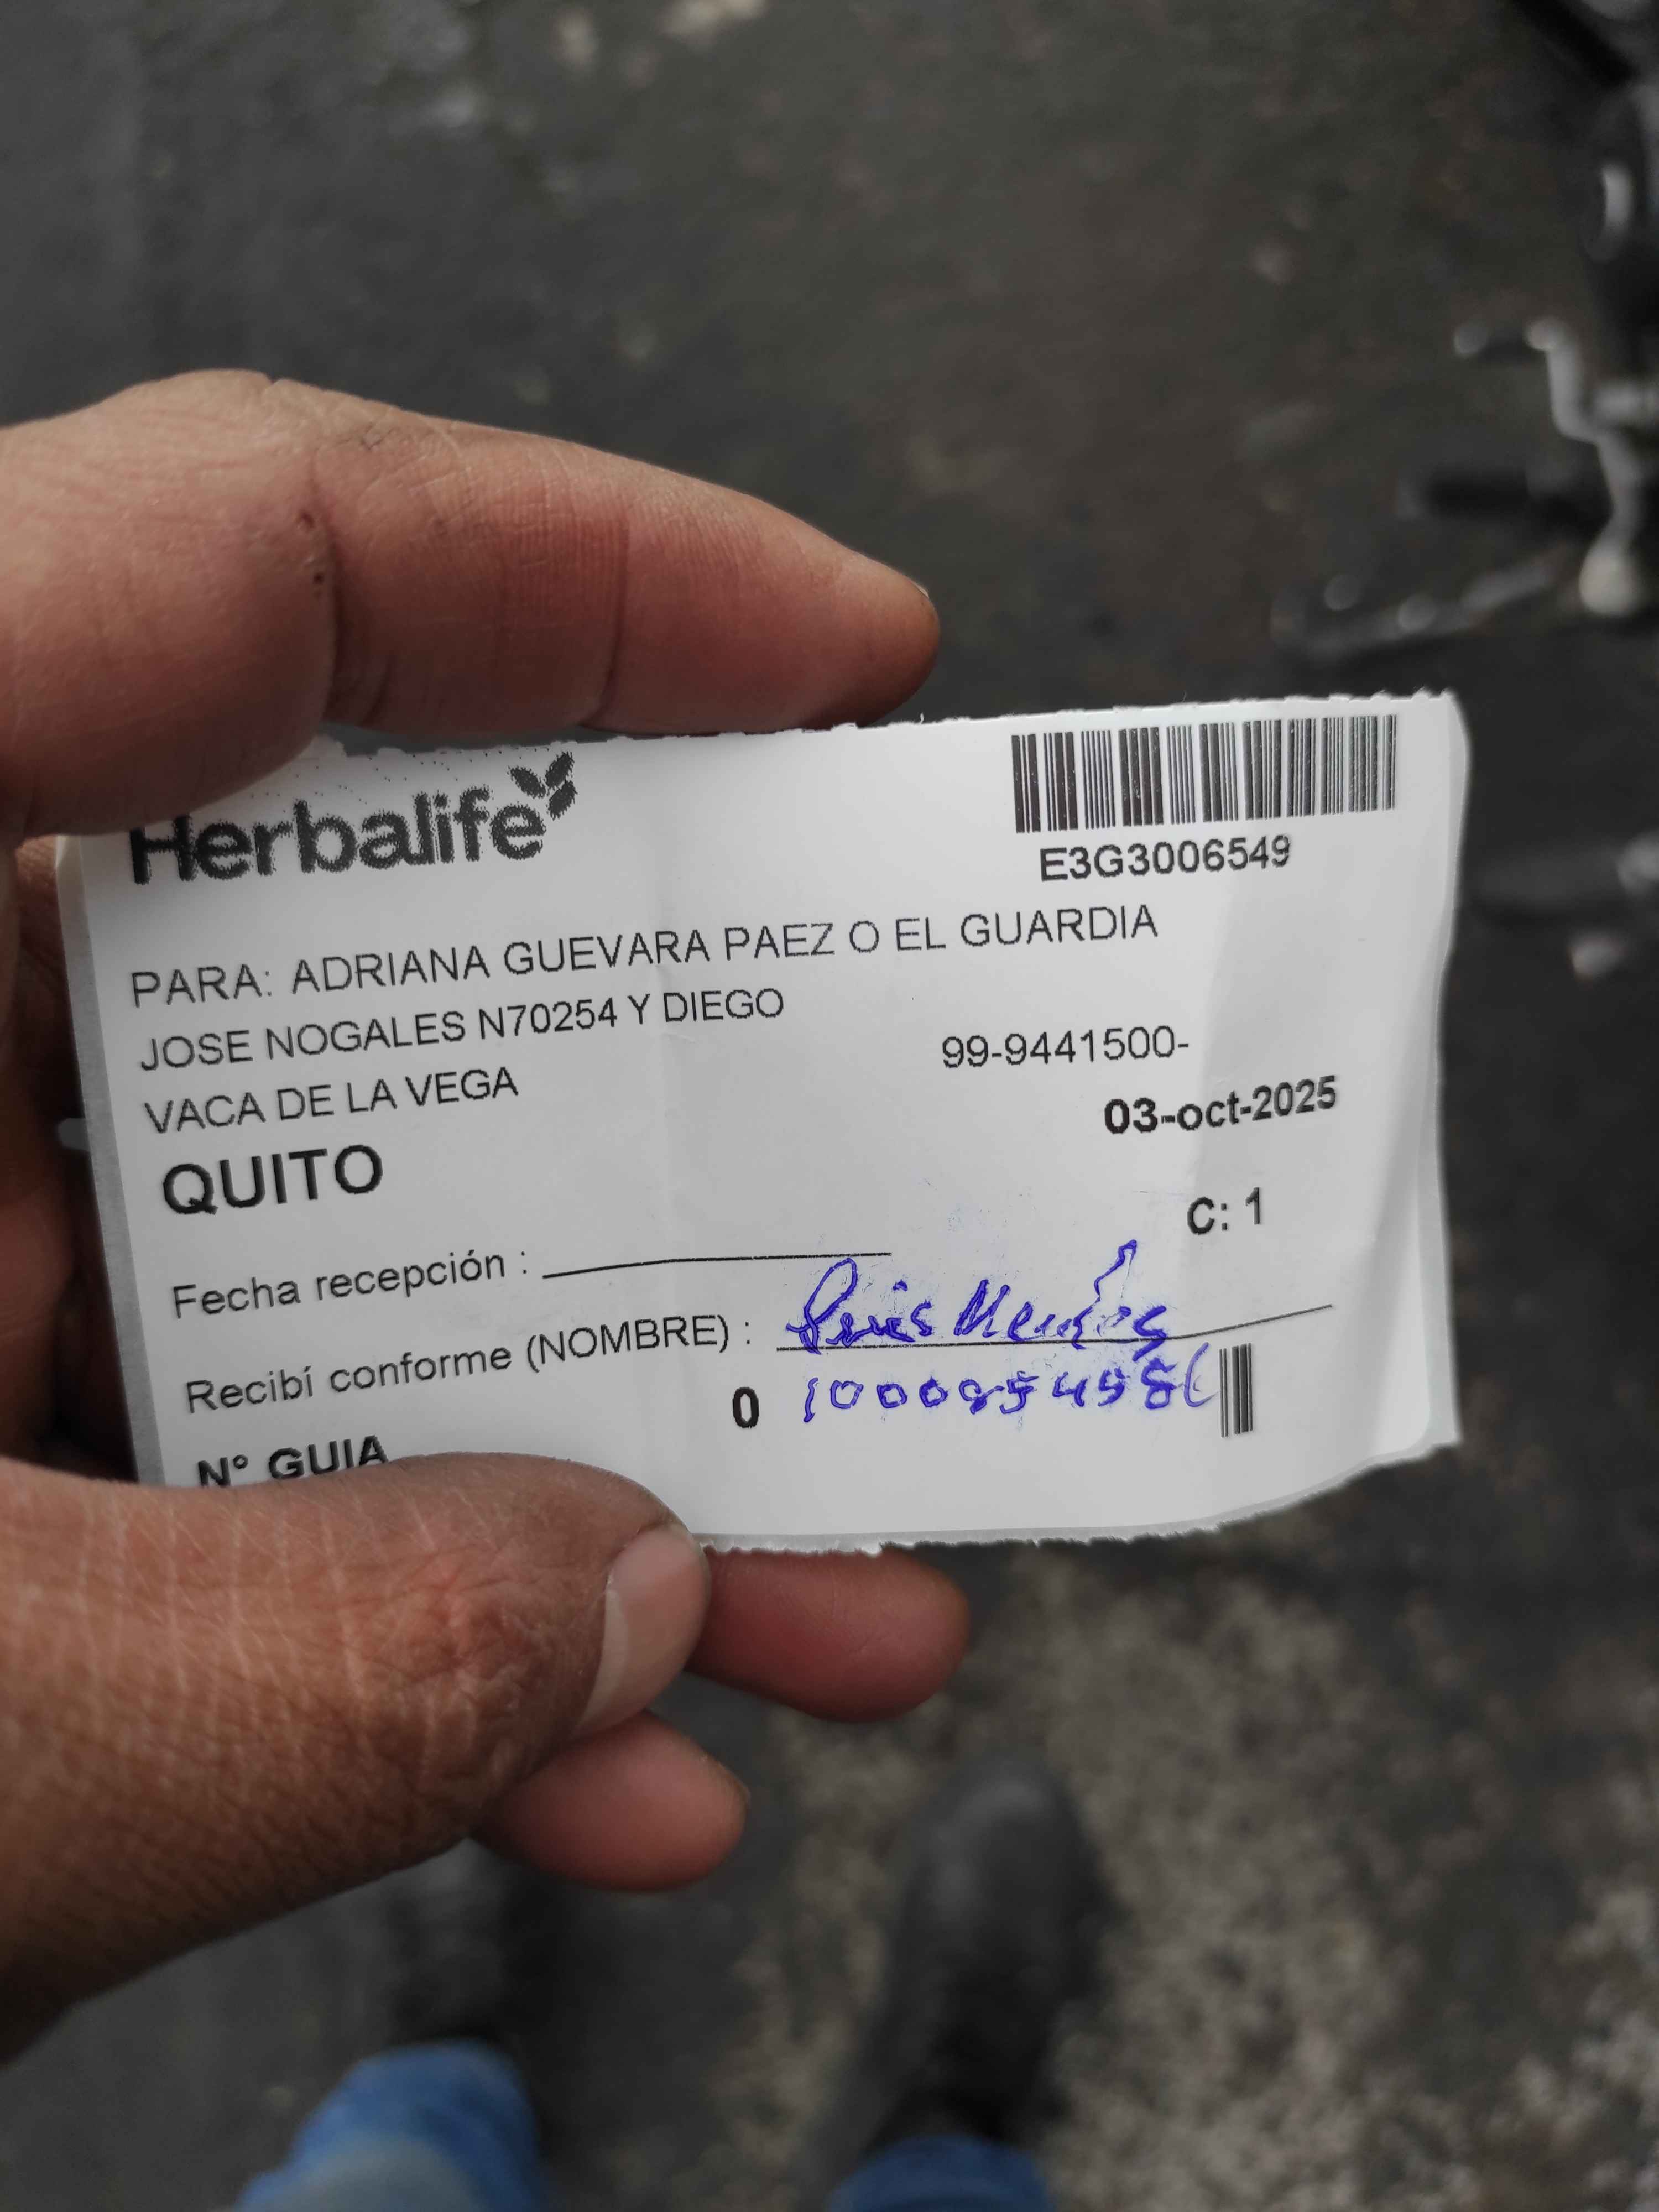 Herbalife
E3G3006549
PARA: ADRIANA GUEVARA PAEZ O EL GUARDIA
JOSE NOGALES N70254 Y DIEGO
99-9441500-
VACA DE LA VEGA
03-oct-2025
QUITO
C: 1
Fecha recepción :
Recibí conforme (NOMBRE) : Luis
0
N° GUIA